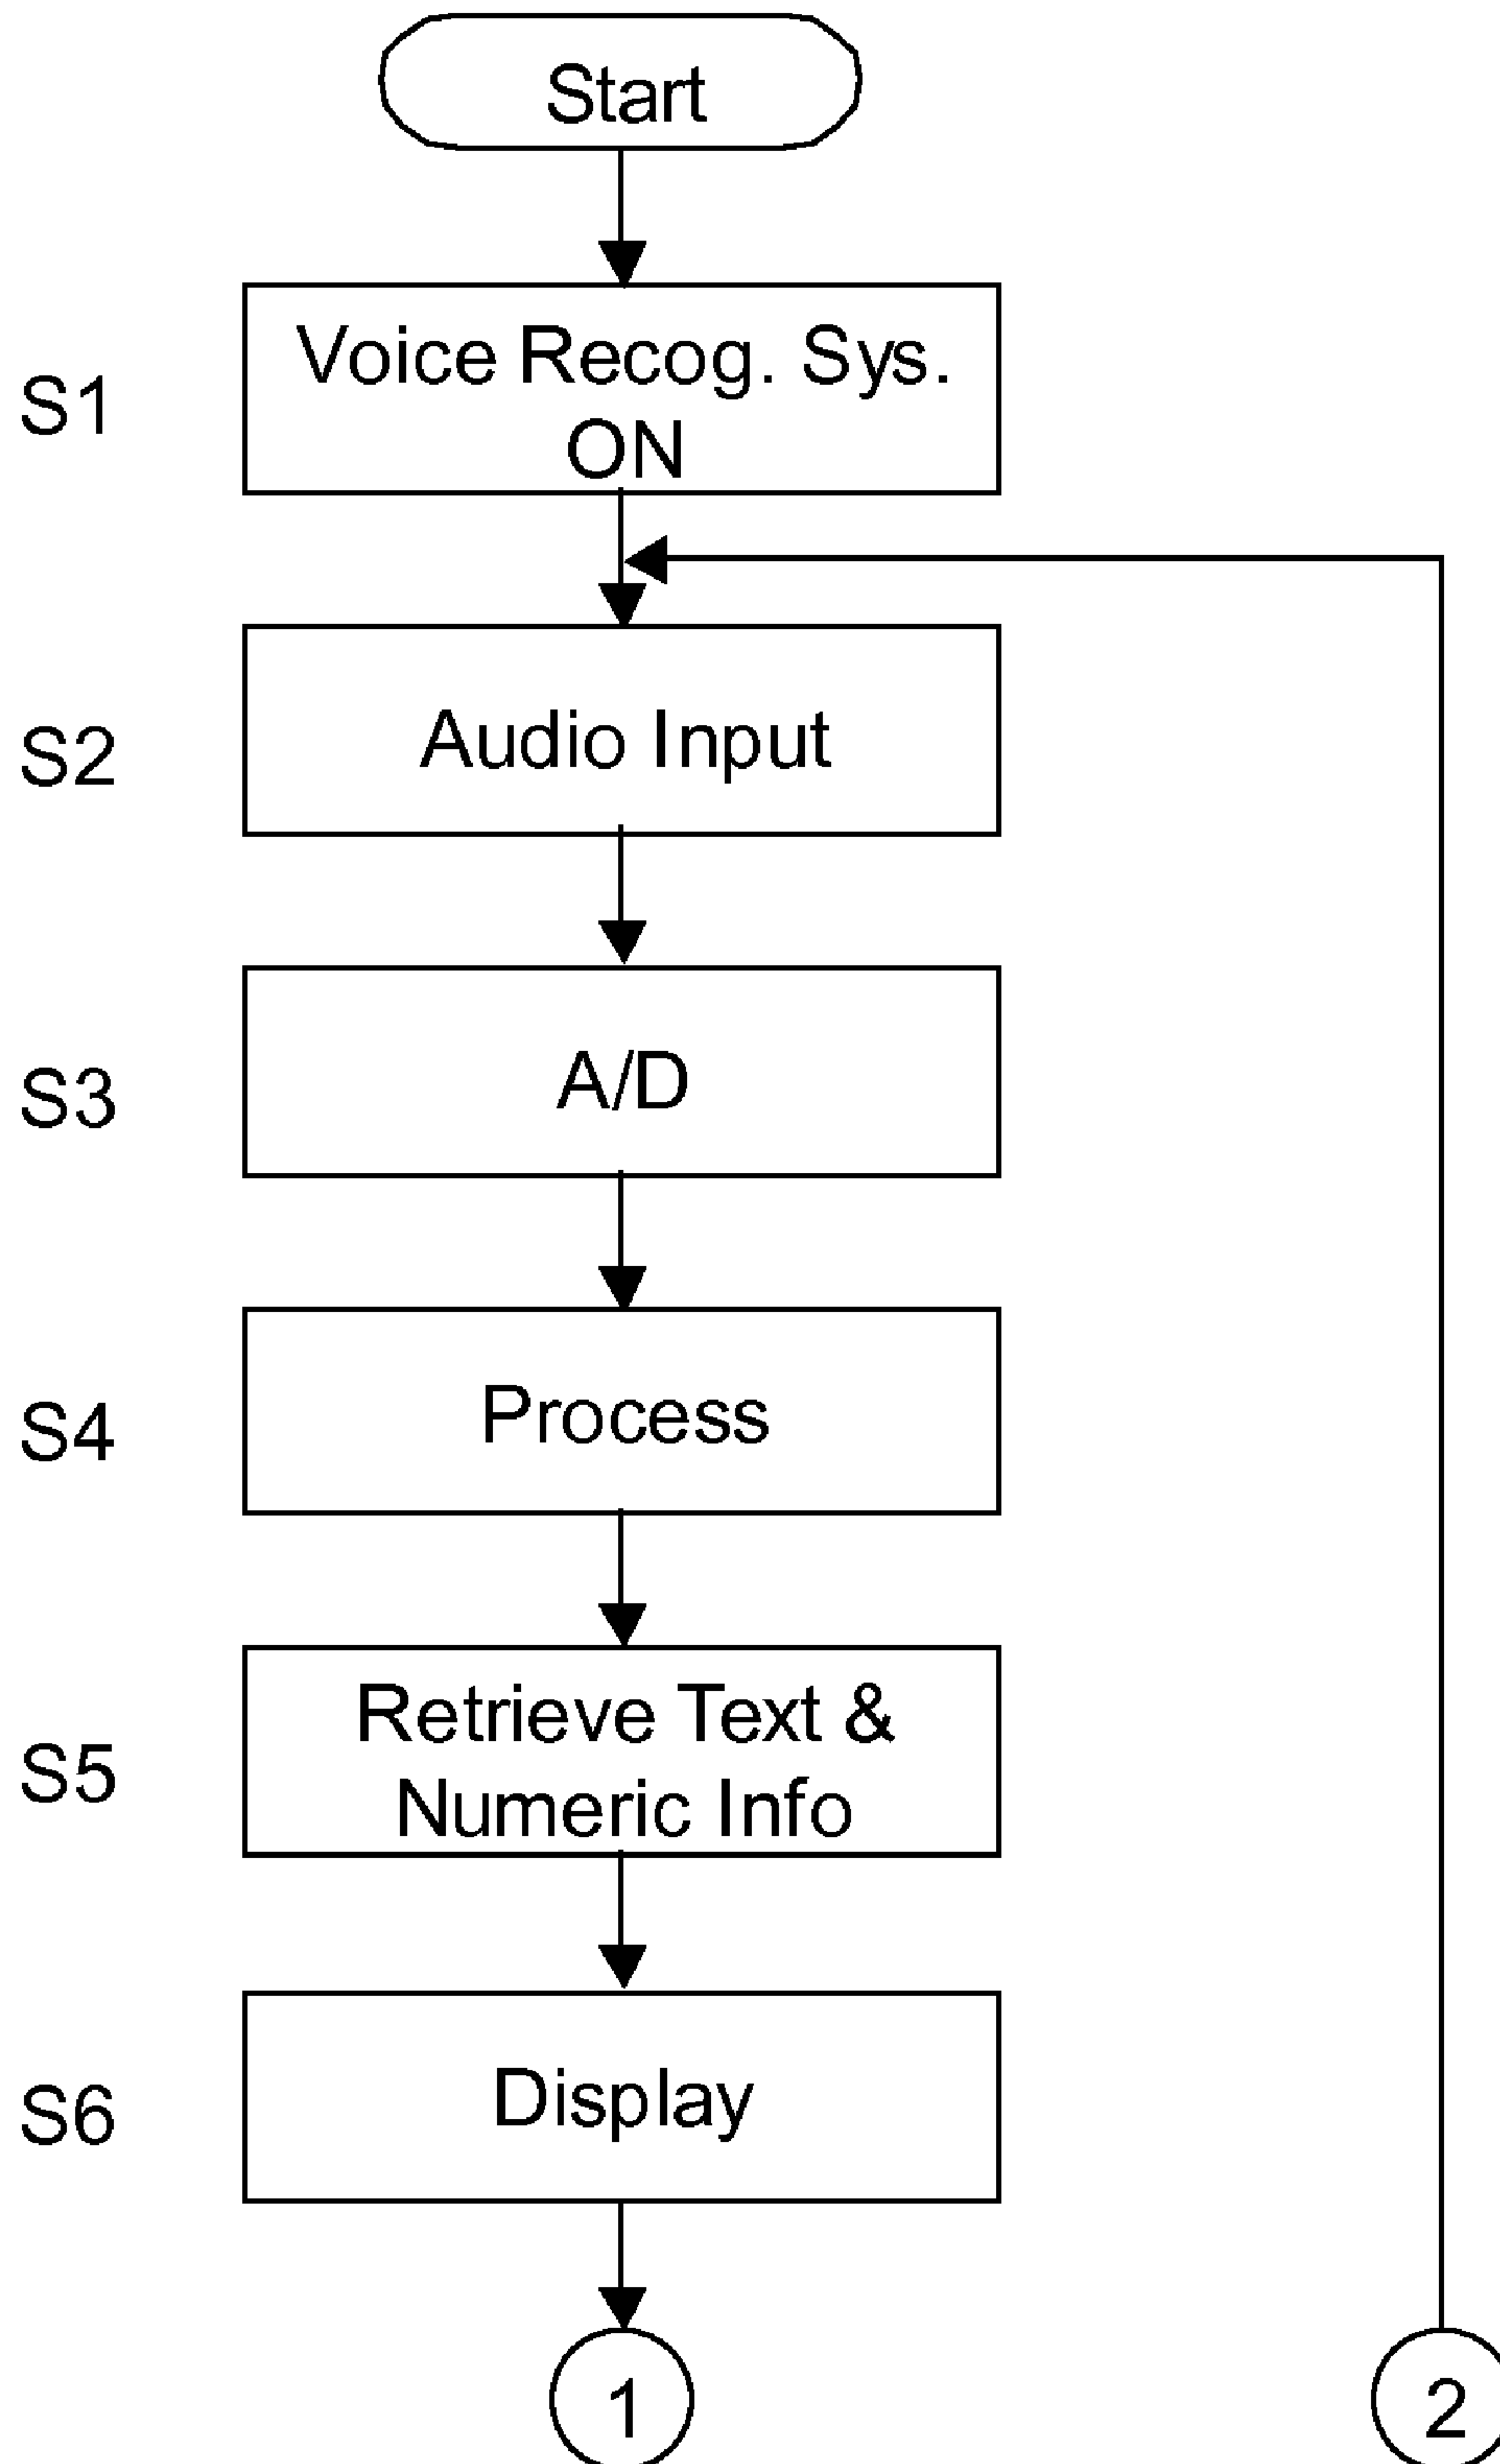 Start
S1
Voice Recog. Sys.
ON
S2
Audio Input
S3
A/D
S4
Process
S5
Retrieve Text &
Numeric Info
S6
Display
1
2